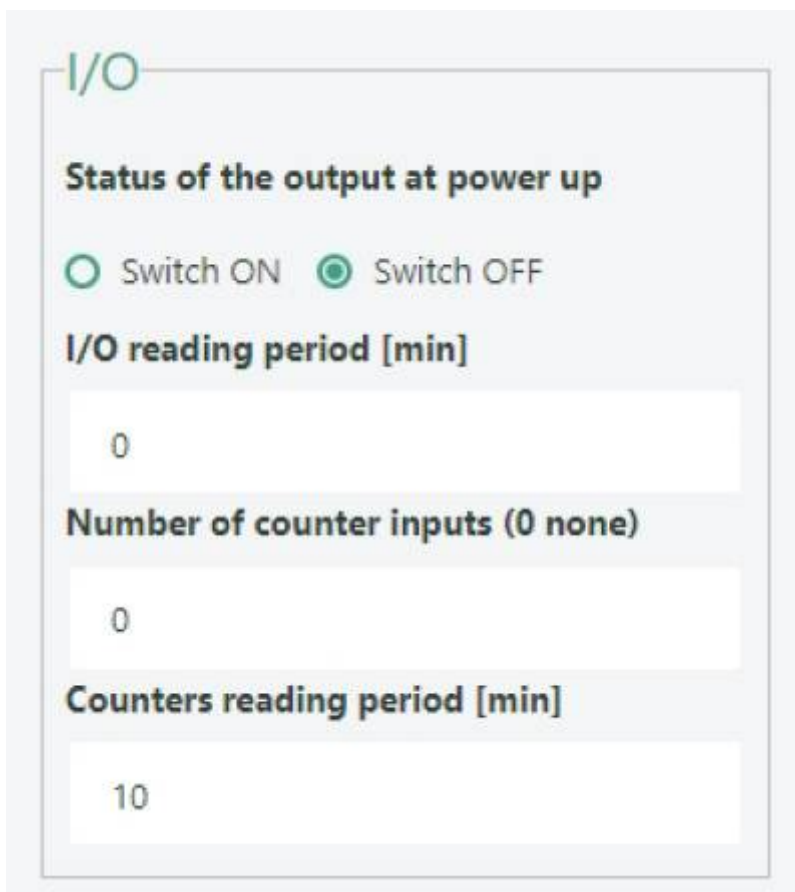 I/O
Status of the output at power up
Switch ON Switch OFF
I/O reading period [min]
0
Number of counter inputs (0 none)
0
Counters reading period [min]
10